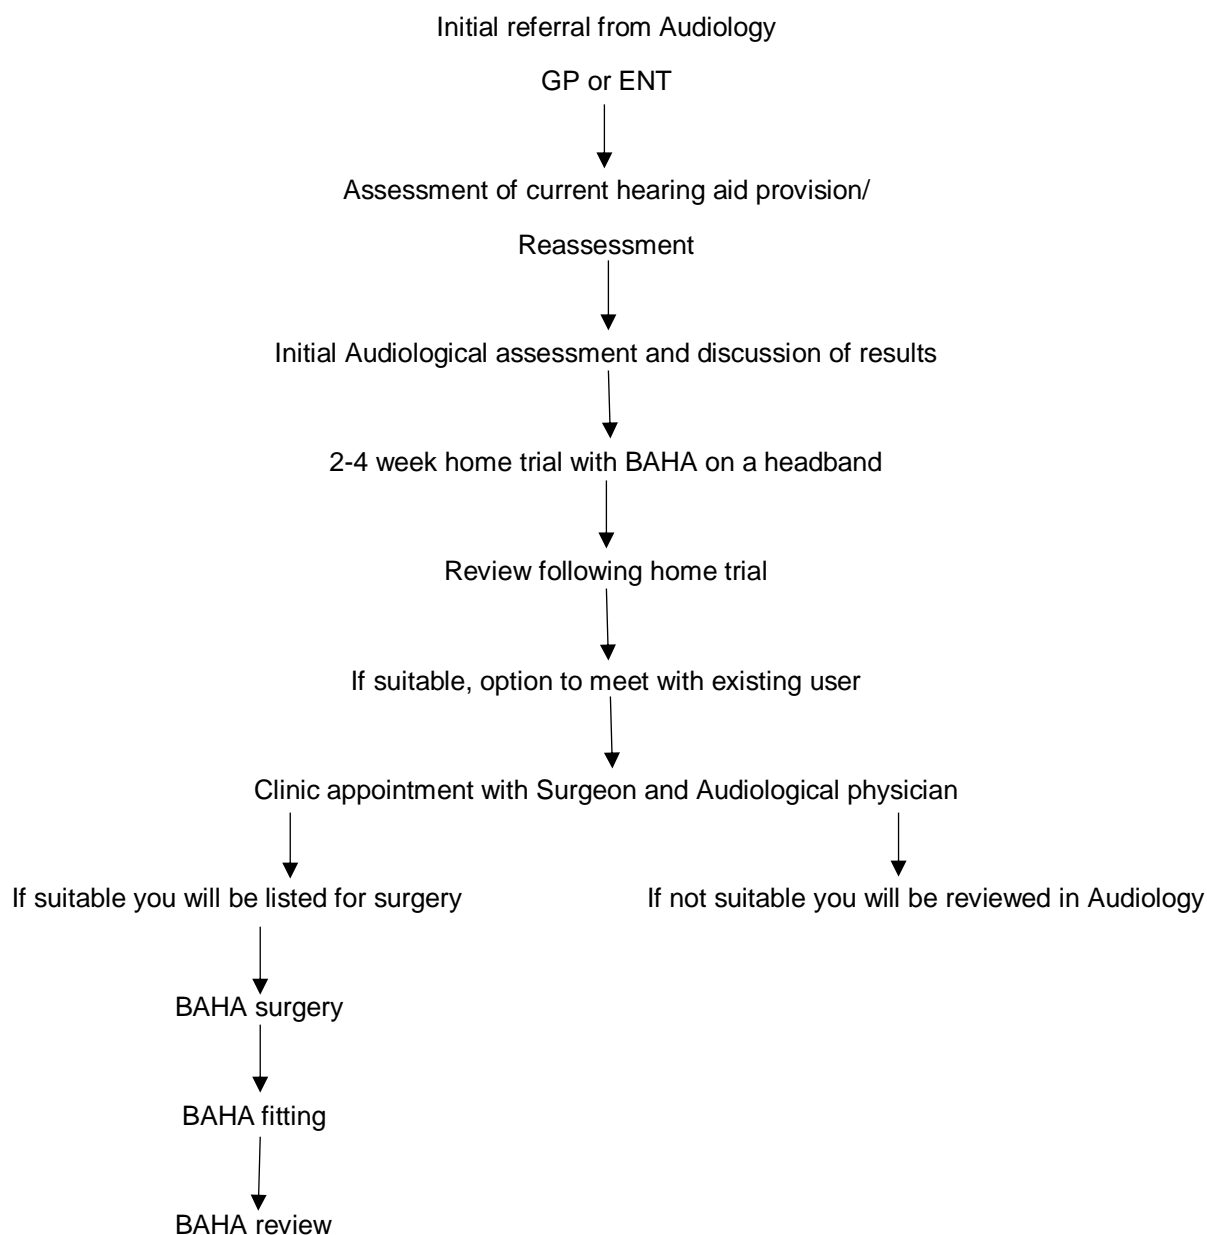 Initial referral from Audiology
GP or ENT
Assessment of current hearing aid provision/
Reassessment
Initial Audiological assessment and discussion of results
2-4 week home trial with BAHA on a headband
Review following home trial
If suitable, option to meet with existing user
Clinic appointment with Surgeon and Audiological physician
If suitable you will be listed for surgery
If not suitable you will be reviewed in Audiology
BAHA surgery
BAHA fitting
BAHA review